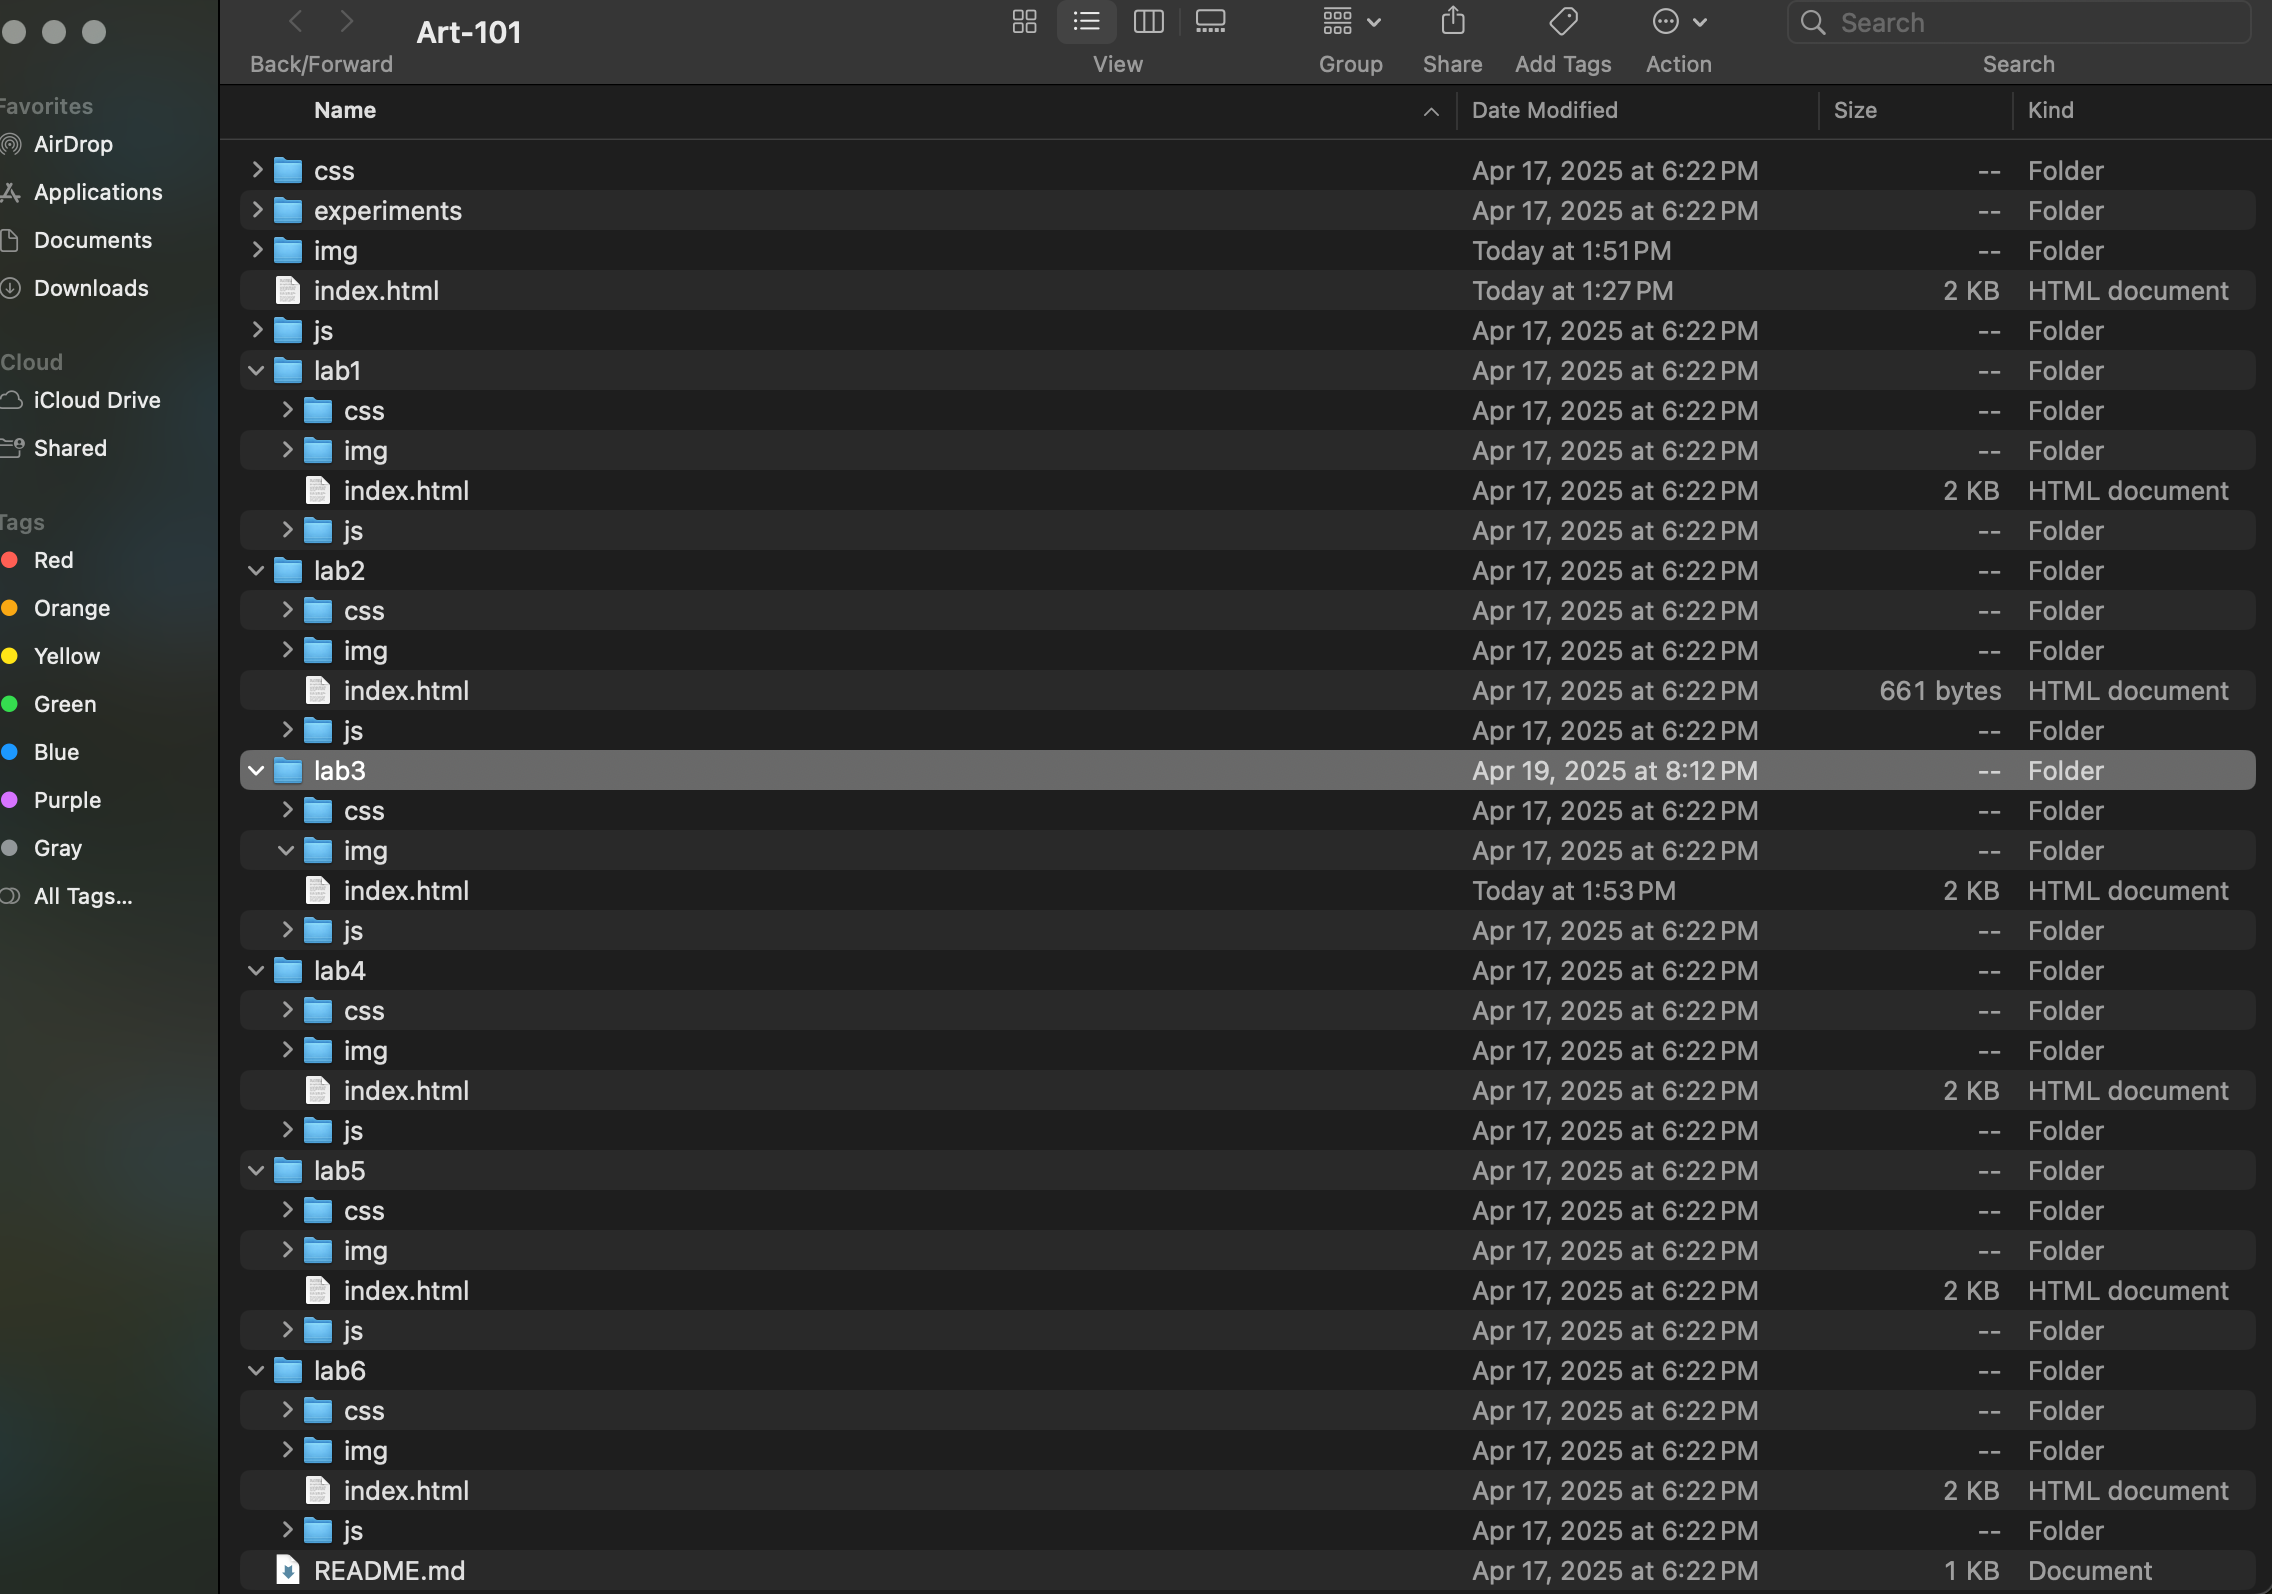 Art-101
Back/Forward
View
Group
Share
Add Tags
Action
Search
Search
Favorites
AirDrop
Applications
Documents
Downloads
Cloud
iCloud Drive
Shared
Tags
Red
Orange
Yellow
Green
Blue
Purple
Gray
All Tags...
Name Date Modified Size Kind
css Apr 17, 2025 at 6:22 PM -- Folder
experiments Apr 17, 2025 at 6:22 PM -- Folder
img Today at 1:51 PM -- Folder
index.html Today at 1:27 PM 2 KB HTML document
js Apr 17, 2025 at 6:22 PM -- Folder
lab1 Apr 17, 2025 at 6:22 PM -- Folder
css Apr 17, 2025 at 6:22 PM -- Folder
img Apr 17, 2025 at 6:22 PM -- Folder
index.html Apr 17, 2025 at 6:22 PM 2 KB HTML document
js Apr 17, 2025 at 6:22 PM -- Folder
lab2 Apr 17, 2025 at 6:22 PM -- Folder
css Apr 17, 2025 at 6:22 PM -- Folder
img Apr 17, 2025 at 6:22 PM -- Folder
index.html Apr 17, 2025 at 6:22 PM 661 bytes HTML document
js Apr 17, 2025 at 6:22 PM -- Folder
lab3 Apr 19, 2025 at 8:12 PM -- Folder
css Apr 17, 2025 at 6:22 PM -- Folder
img Apr 17, 2025 at 6:22 PM -- Folder
index.html Today at 1:53 PM 2 KB HTML document
js Apr 17, 2025 at 6:22 PM -- Folder
lab4 Apr 17, 2025 at 6:22 PM -- Folder
css Apr 17, 2025 at 6:22 PM -- Folder
img Apr 17, 2025 at 6:22 PM -- Folder
index.html Apr 17, 2025 at 6:22 PM 2 KB HTML document
js Apr 17, 2025 at 6:22 PM -- Folder
lab5 Apr 17, 2025 at 6:22 PM -- Folder
css Apr 17, 2025 at 6:22 PM -- Folder
img Apr 17, 2025 at 6:22 PM -- Folder
index.html Apr 17, 2025 at 6:22 PM 2 KB HTML document
js Apr 17, 2025 at 6:22 PM -- Folder
lab6 Apr 17, 2025 at 6:22 PM -- Folder
css Apr 17, 2025 at 6:22 PM -- Folder
img Apr 17, 2025 at 6:22 PM -- Folder
index.html Apr 17, 2025 at 6:22 PM 2 KB HTML document
js Apr 17, 2025 at 6:22 PM -- Folder
README.md Apr 17, 2025 at 6:22 PM 1 KB Document